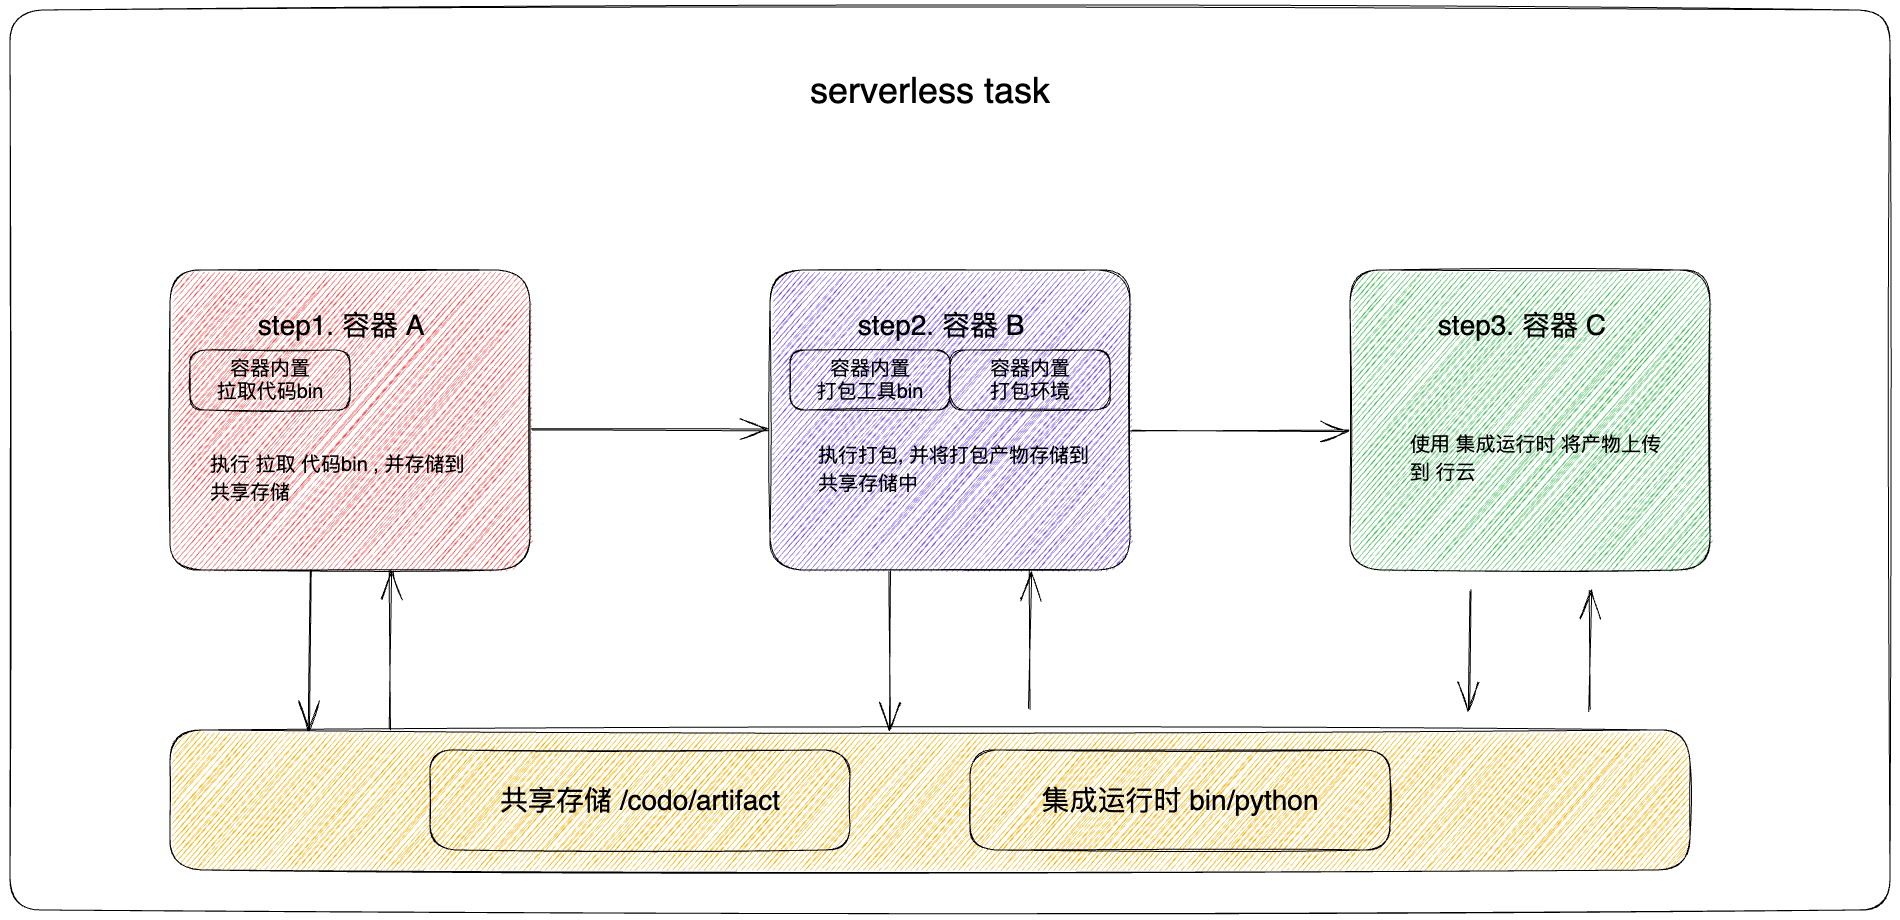 serverless task
step1. 容器 A
容器内置
拉取代码bin
执行 拉取 代码bin , 并存储到
共享存储
step2. 容器 B
容器内置
打包工具bin
容器内置
打包环境
执行打包, 并将打包产物存储到
共享存储中
step3. 容器 C
使用 集成运行时 将产物上传
到 行云
共享存储 /codo/artifact
集成运行时 bin/python